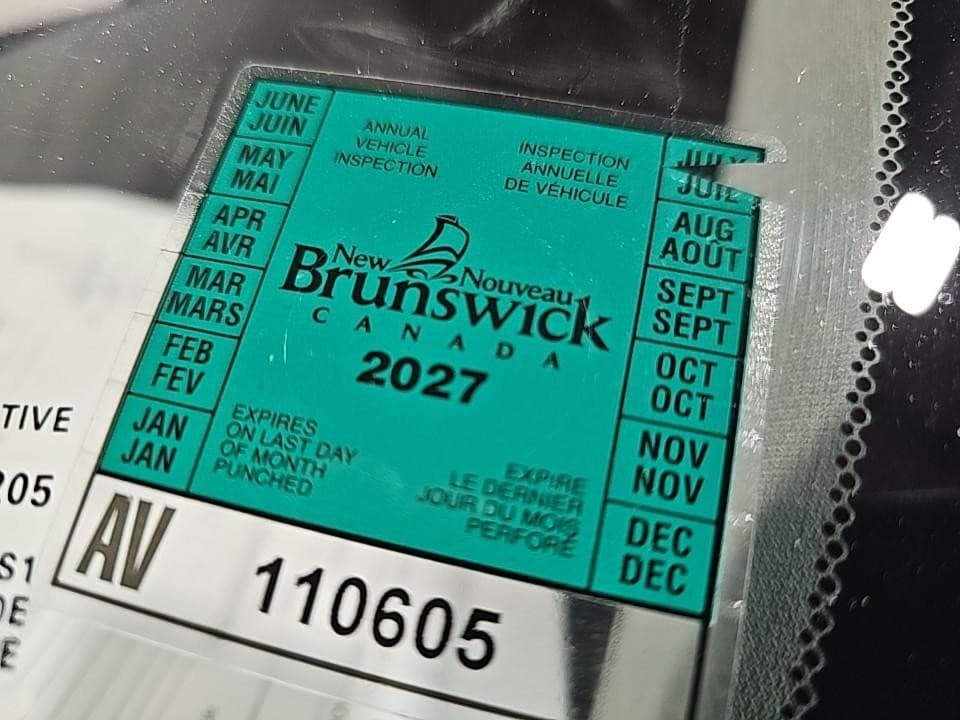 JUNE
JUIN
MAY
MAI
APR
AVR
MAR
MARS
FEB
FEV
JAN
JAN
ANNUAL
VEHICLE
INSPECTION
INSPECTION
ANNUELLE
DE VÉHICULE
New Nouveau
Brunswick
CANADA
2027
EXPIRES
ON LAST DAY
OF MONTH
PUNCHED
EXPIRE
LE DERNIER
JOUR DU MOIS
PERFORÉ
JULY
JUIL
AUG
AOÛT
SEPT
SEPT
OCT
OCT
NOV
NOV
DEC
DEC
AV 110605